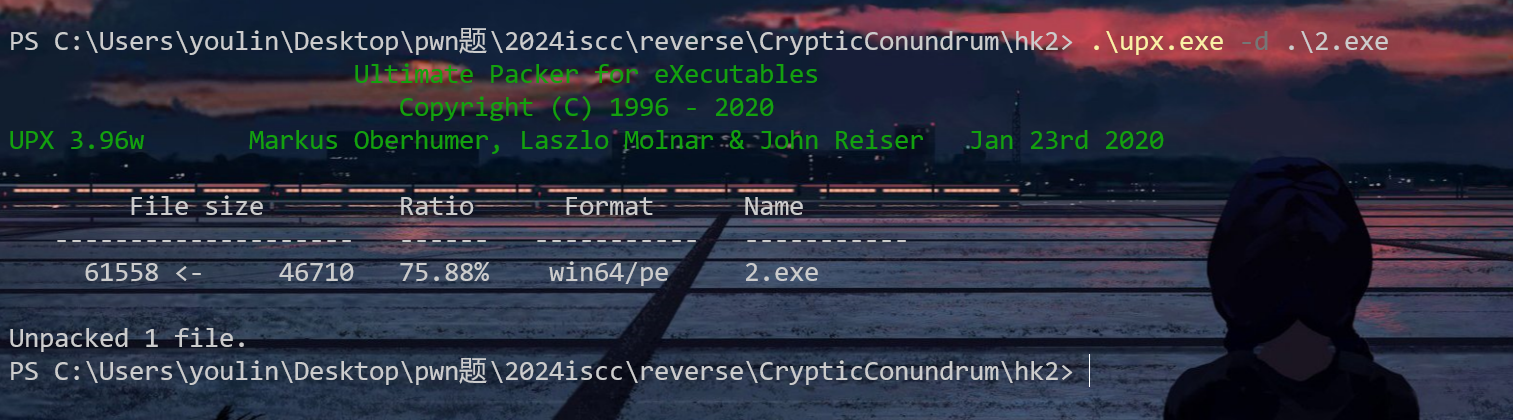 PS C:\Users\youlin\Desktop\pwn题\2024iscc\reverse\CrypticConundrum\hk2> .\upx.exe -d .\2.exe
Ultimate Packer for eXecutables
Copyright (C) 1996 - 2020
UPX 3.96w Markus Oberhumer, Laszlo Molnar & John Reiser Jan 23rd 2020
File size Ratio Format Name
-------------------- ------ ----------- -----------
61558 <- 46710 75.88% win64/pe 2.exe
Unpacked 1 file.
PS C:\Users\youlin\Desktop\pwn题\2024iscc\reverse\CrypticConundrum\hk2>